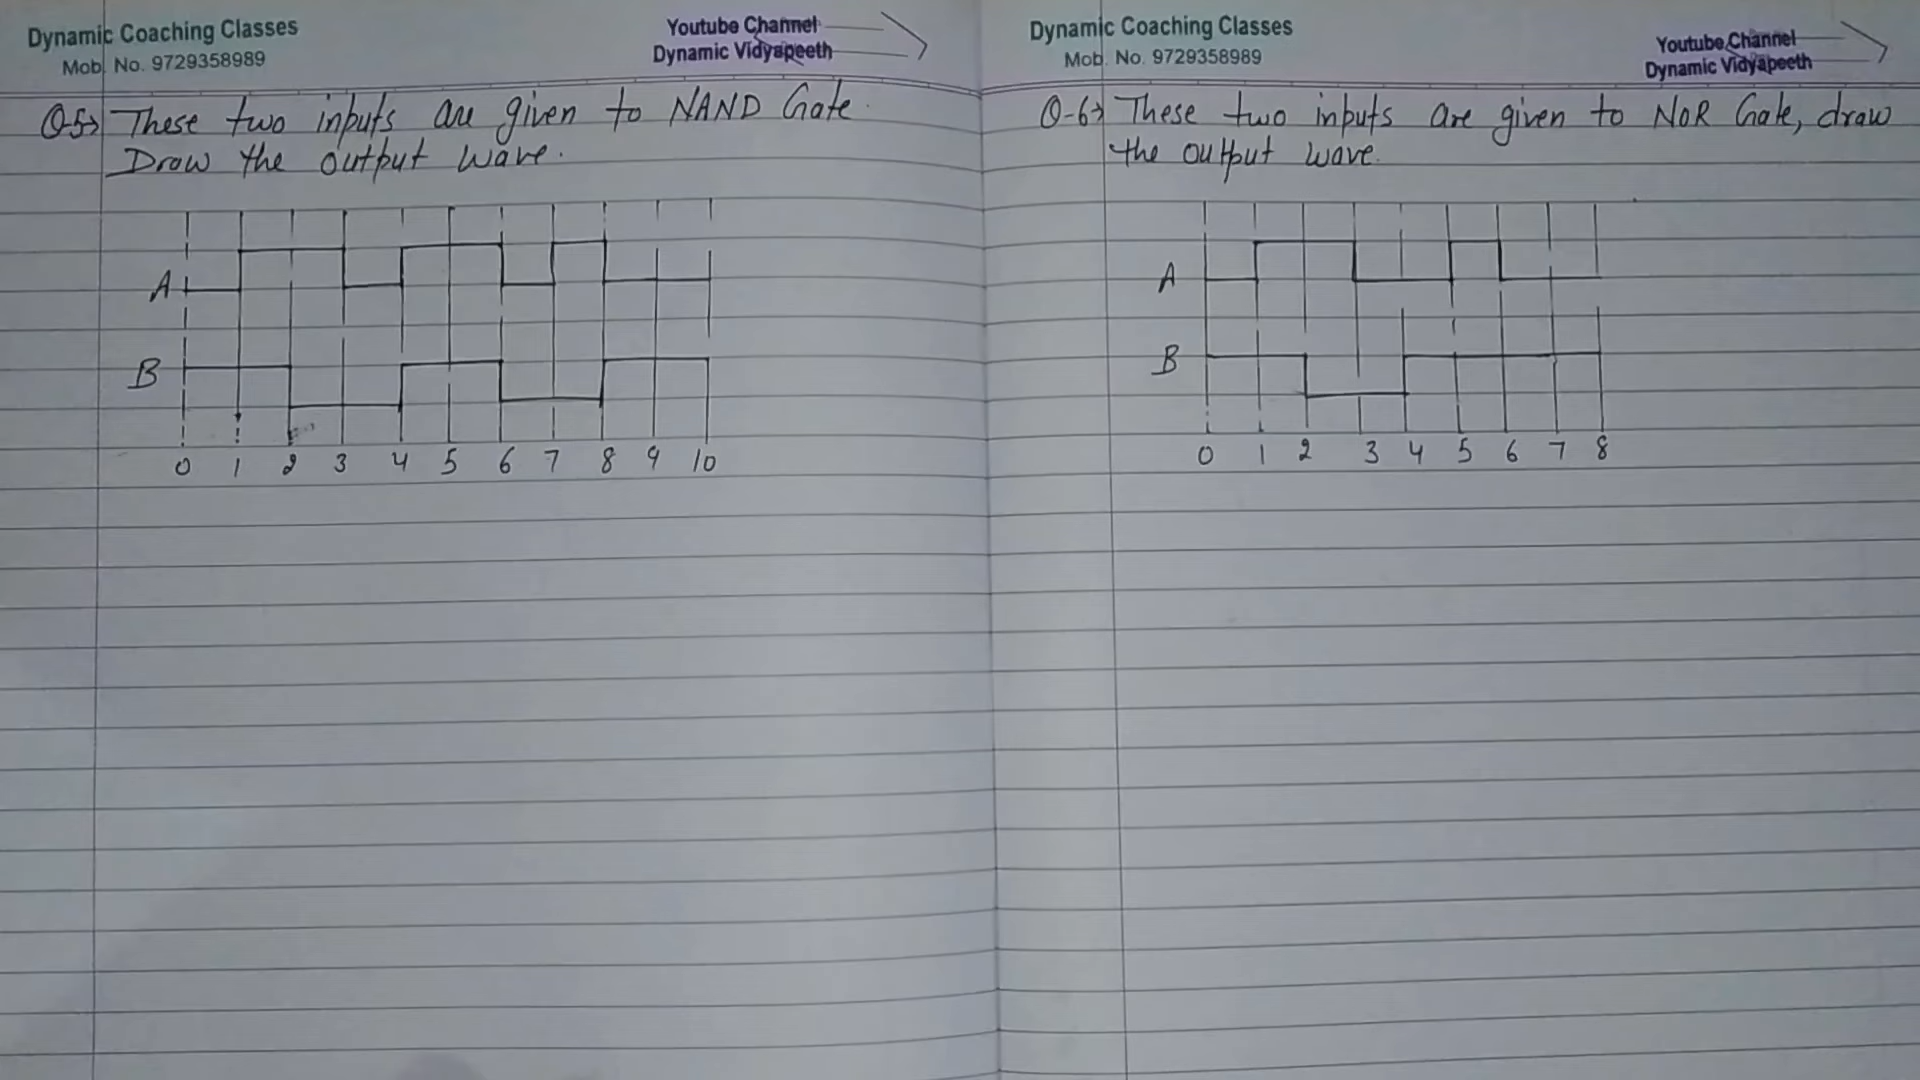 Dynamic Coaching Classes
Mob. No. 9729358989
Youtube Channel
Dynamic Vidyapeeth
Q-5> These two inputs are given to NAND Gate.
Draw the output wave.
A
B
0 1 2 3 4 5 6 7 8 9 10
Dynamic Coaching Classes
Mob. No. 9729358989
Youtube Channel
Dynamic Vidyapeeth
Q-6> These two inputs are given to NOR Gate, draw
the output wave.
A
B
0 1 2 3 4 5 6 7 8